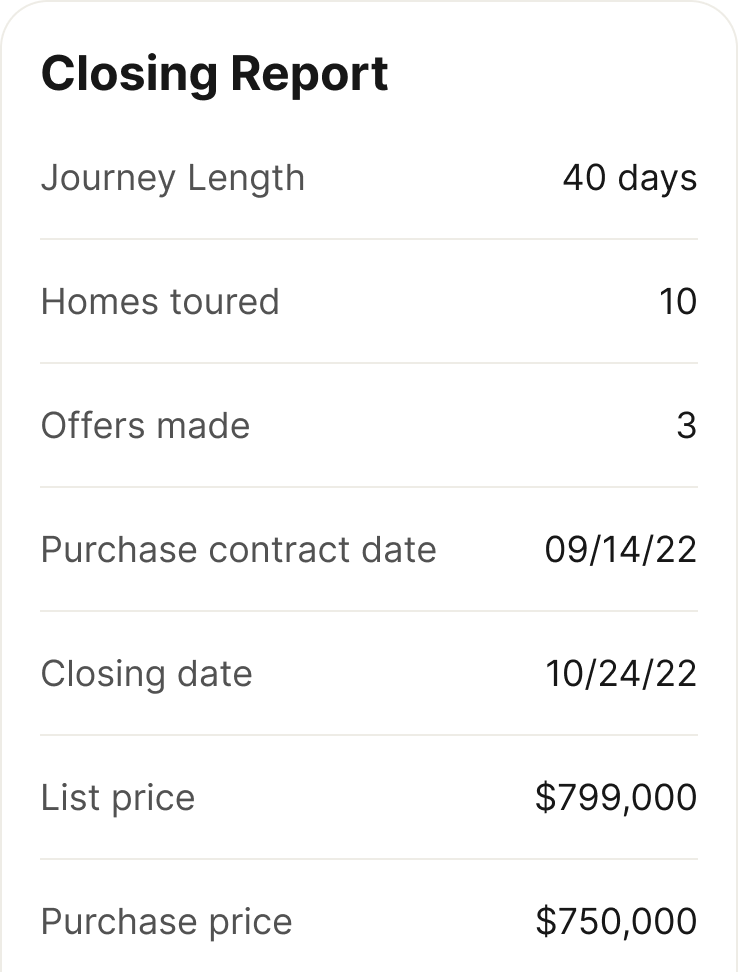 Closing Report
Journey Length 40 days
Homes toured 10
Offers made 3
Purchase contract date 09/14/22
Closing date 10/24/22
List price $799,000
Purchase price $750,000